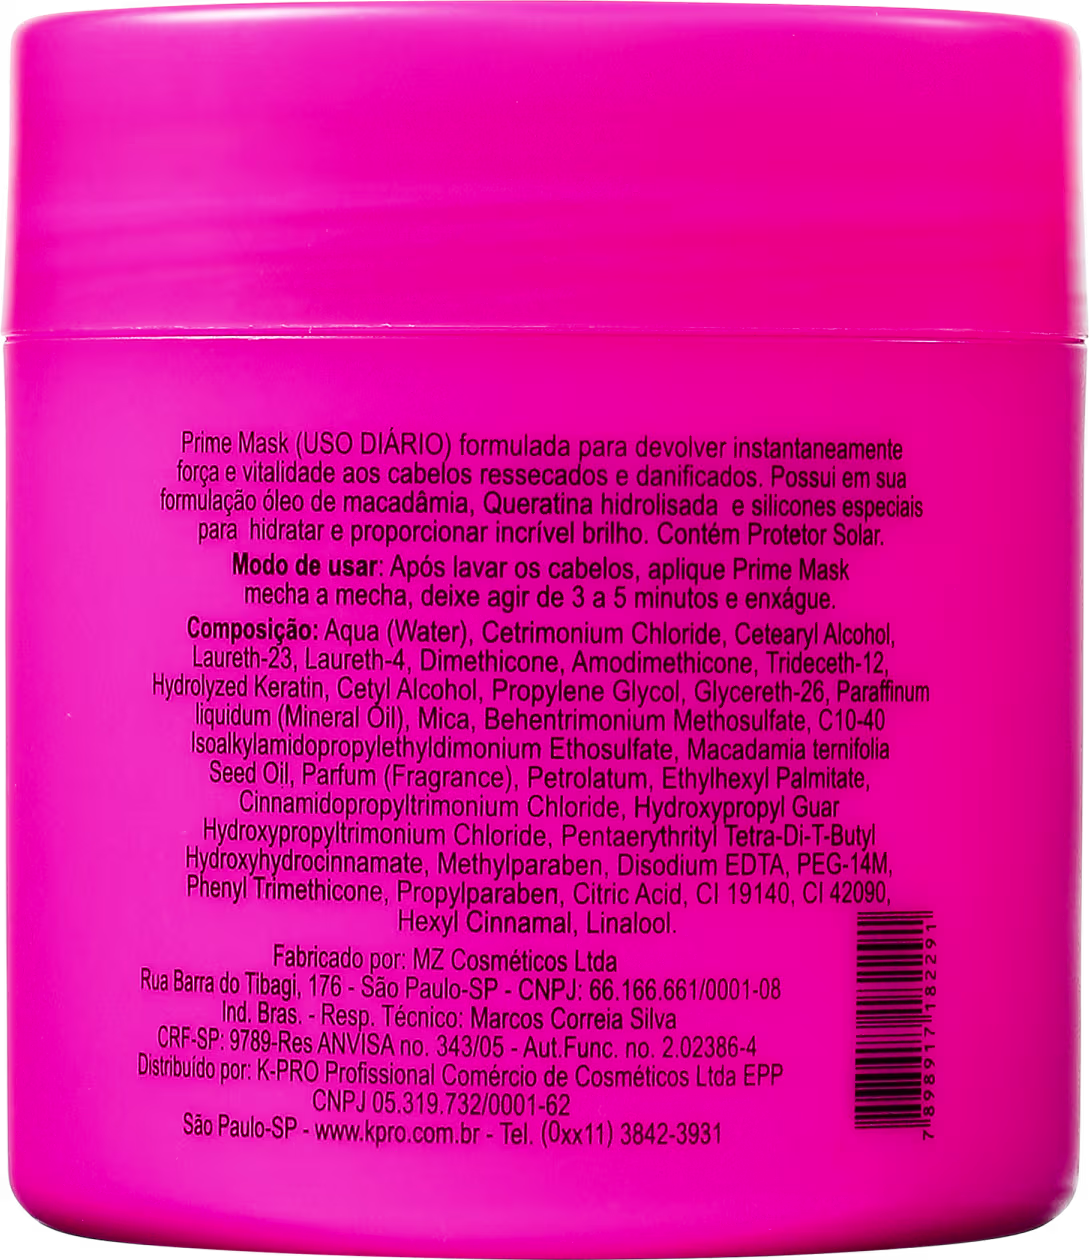 Prime Mask (USO DIÁRIO) formulada para devolver instantaneamente
força e vitalidade aos cabelos ressecados e danificados. Possui em sua
formulação óleo de macadâmia, Queratina hidrolisada e silicones especiais
para hidratar e proporcionar incrível brilho. Contém Protetor Solar.
Modo de usar: Após lavar os cabelos, aplique Prime Mask
mecha a mecha, deixe agir de 3 a 5 minutos e enxágue.
Composição: Aqua (Water), Cetrimonium Chloride, Cetearyl Alcohol,
Laureth-23, Laureth-4, Dimethicone, Amodimethicone, Trideceth-12,
Hydrolyzed Keratin, Cetyl Alcohol, Propylene Glycol, Glycereth-26, Paraffinum
liquidum (Mineral Oil), Mica, Behentrimonium Methosulfate, C10-40
Isoalkylamidopropylethyldimonium Ethosulfate, Macadamia ternifolia
Seed Oil, Parfum (Fragrance), Petrolatum, Ethylhexyl Palmitate,
Cinnamidopropyltrimonium Chloride, Hydroxypropyl Guar
Hydroxypropyltrimonium Chloride, Pentaerythrityl Tetra-Di-T-Butyl
Hydroxyhydrocinnamate, Methylparaben, Disodium EDTA, PEG-14M,
Phenyl Trimethicone, Propylparaben, Citric Acid, CI 19140, CI 42090,
Hexyl Cinnamal, Linalool.
Fabricado por: MZ Cosméticos Ltda
Rua Barra do Tibagi, 176 - São Paulo-SP - CNPJ: 66.166.661/0001-08
Ind. Bras. - Resp. Técnico: Marcos Correia Silva
CRF-SP: 9789-Res ANVISA no. 343/05 - Aut.Func. no. 2.02386-4
Distribuído por: K-PRO Profissional Comércio de Cosméticos Ltda EPP
CNPJ 05.319.732/0001-62
São Paulo-SP - www.kpro.com.br - Tel. (0xx11) 3842-3931
7898917182291